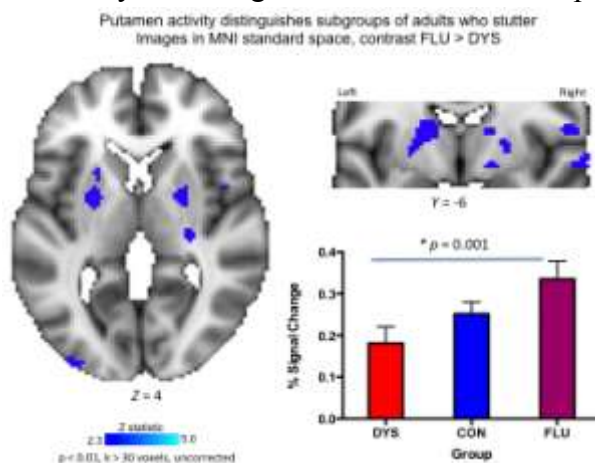 Putamen activity distinguishes subgroups of adults who stutter
Images in MNI standard space, contrast FLU > DYS
Left
Right
Y = -6
Z = 4
Z statistic
2.3
5.0
p < 0.01, k > 30 voxels, uncorrected
* p = 0.001
% Signal Change
0.4
0.3
0.2
0.1
0.0
DYS
CON
FLU
Group